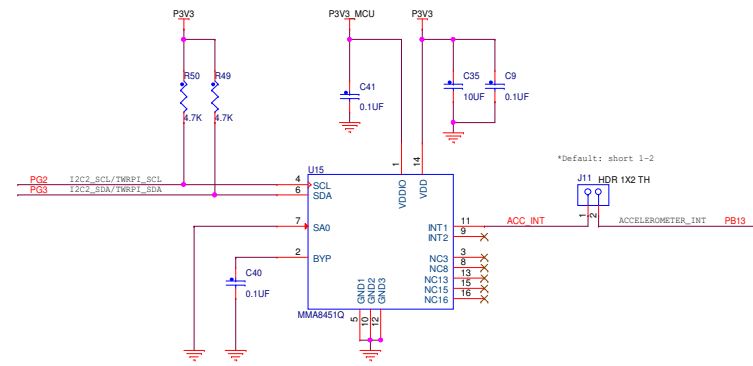 P3V3
P3V3_MCU
P3V3
R50
R49
4.7K
4.7K
C41
0.1UF
C35
10UF
C9
0.1UF
*Default: short 1-2
J11
HDR 1X2 TH
1
2
U15
1
14
VDDIO
VDD
PG2
I2C2_SCL/TWRPI_SCL
4
SCL
PG3
I2C2_SDA/TWRPI_SDA
6
SDA
7
SA0
2
BYP
C40
0.1UF
INT1
11
ACC_INT
ACCELEROMETER_INT
PB13
INT2
9
NC3
3
NC8
8
NC13
13
NC15
15
NC16
16
GND1
GND2
GND3
5
10
12
MMA8451Q